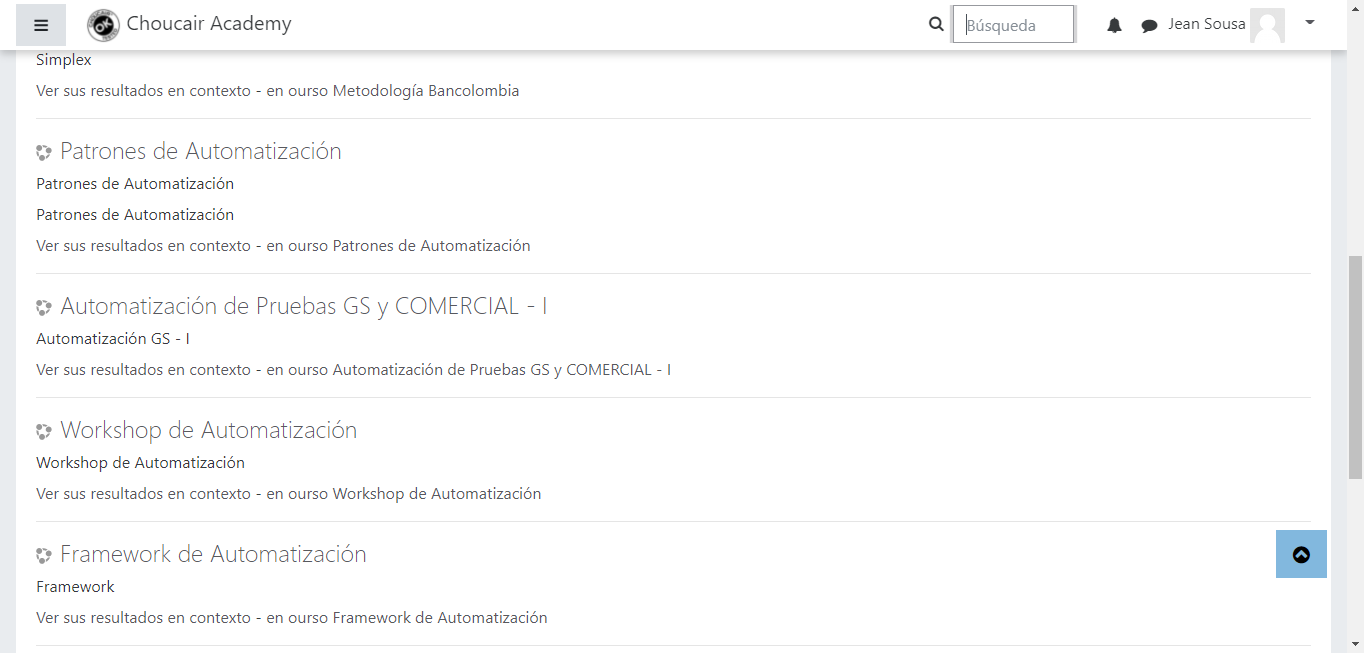 Choucair Academy
Búsqueda
Jean Sousa
Simplex
Ver sus resultados en contexto - en ourso Metodología Bancolombia
Patrones de Automatización
Patrones de Automatización
Patrones de Automatización
Ver sus resultados en contexto - en ourso Patrones de Automatización
Automatización de Pruebas GS y COMERCIAL - I
Automatización GS - I
Ver sus resultados en contexto - en ourso Automatización de Pruebas GS y COMERCIAL - I
Workshop de Automatización
Workshop de Automatización
Ver sus resultados en contexto - en ourso Workshop de Automatización
Framework de Automatización
Framework
Ver sus resultados en contexto - en ourso Framework de Automatización